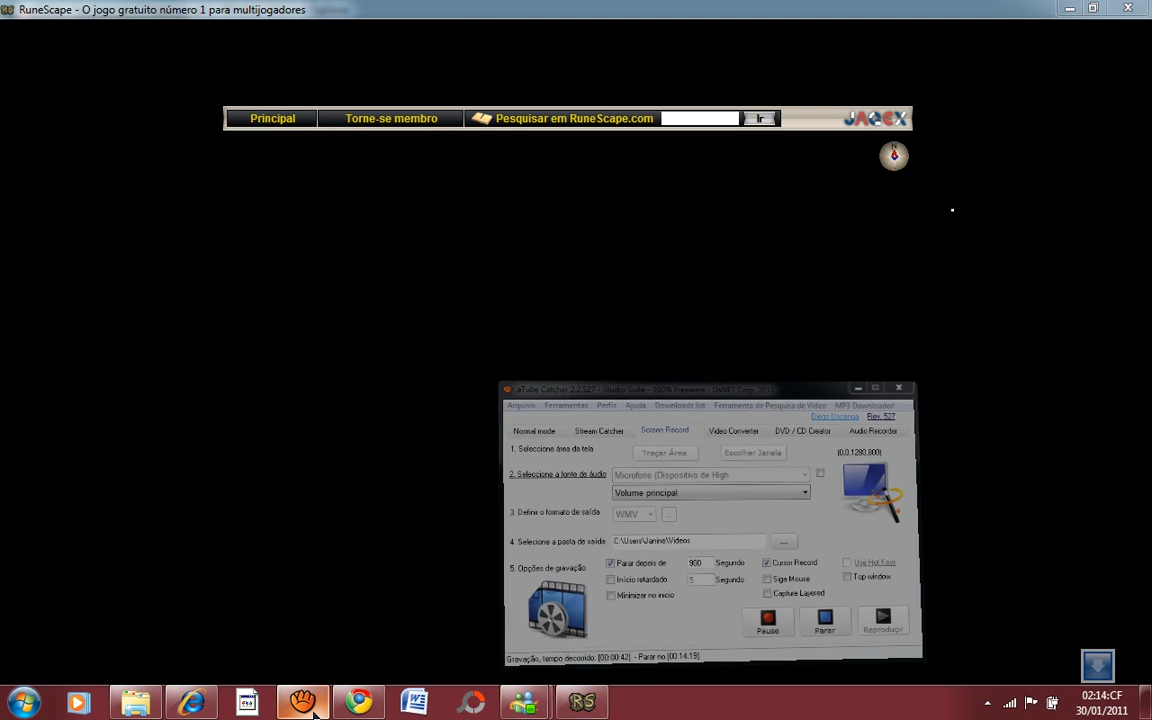 RuneScape - O jogo gratuito número 1 para multijogadores
Principal Torne-se membro Pesquisar em RuneScape.com Ir JAGEX
N
aTube Catcher 2.2.527 - Studio Suite - 100% Freeware - DsNET Corp. 2011
Arquivo Ferramentas Perfis Ajuda Downloads list Ferramenta de Pesquisa de Vídeo MP3 Downloader!
Diego Uscanga Rev. 527
Normal mode Stream Catcher Screen Record Video Converter DVD / CD Creator Audio Recorder
1. Seleccione área da tela Traçar Área Escolher Janela (0,0,1280,800)
2. Seleccione a fonte de áudio Microfone (Dispositivo de High
Volume principal
3. Definir o formato de saída WMV ...
4. Selecione a pasta de saída C:\Users\Janine\Videos ...
5. Opções de gravação Parar depois de 900 Segundo Cursor Record Use Hot Keys
Início retardado 5 Segundo Siga Mouse Top window
Minimizar no início Capture Layered
Pause Parar Reproduçir
Gravação, tempo decorrido: [00:00:42] - Parar no [00:14:19]
RS
02:14:CF
30/01/2011